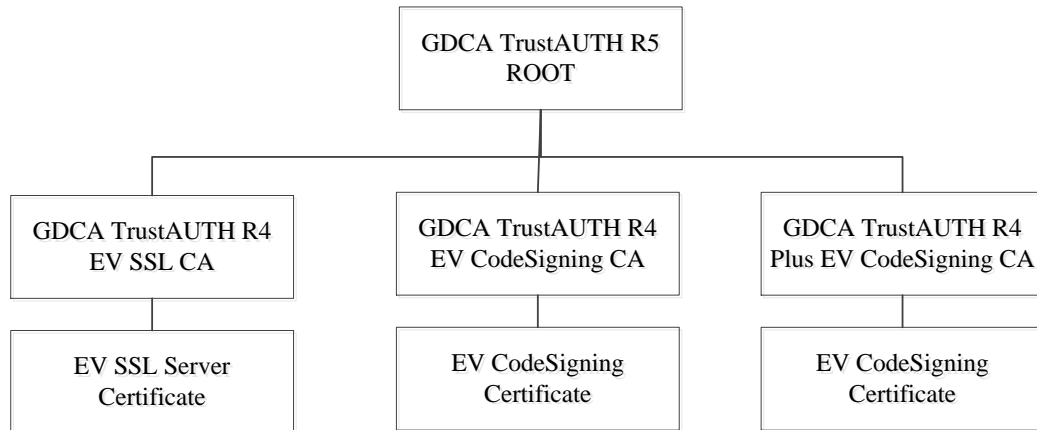 GDCA TrustAUTH R5
ROOT
GDCA TrustAUTH R4
EV SSL CA
GDCA TrustAUTH R4
EV CodeSigning CA
GDCA TrustAUTH R4
Plus EV CodeSigning CA
EV SSL Server
Certificate
EV CodeSigning
Certificate
EV CodeSigning
Certificate